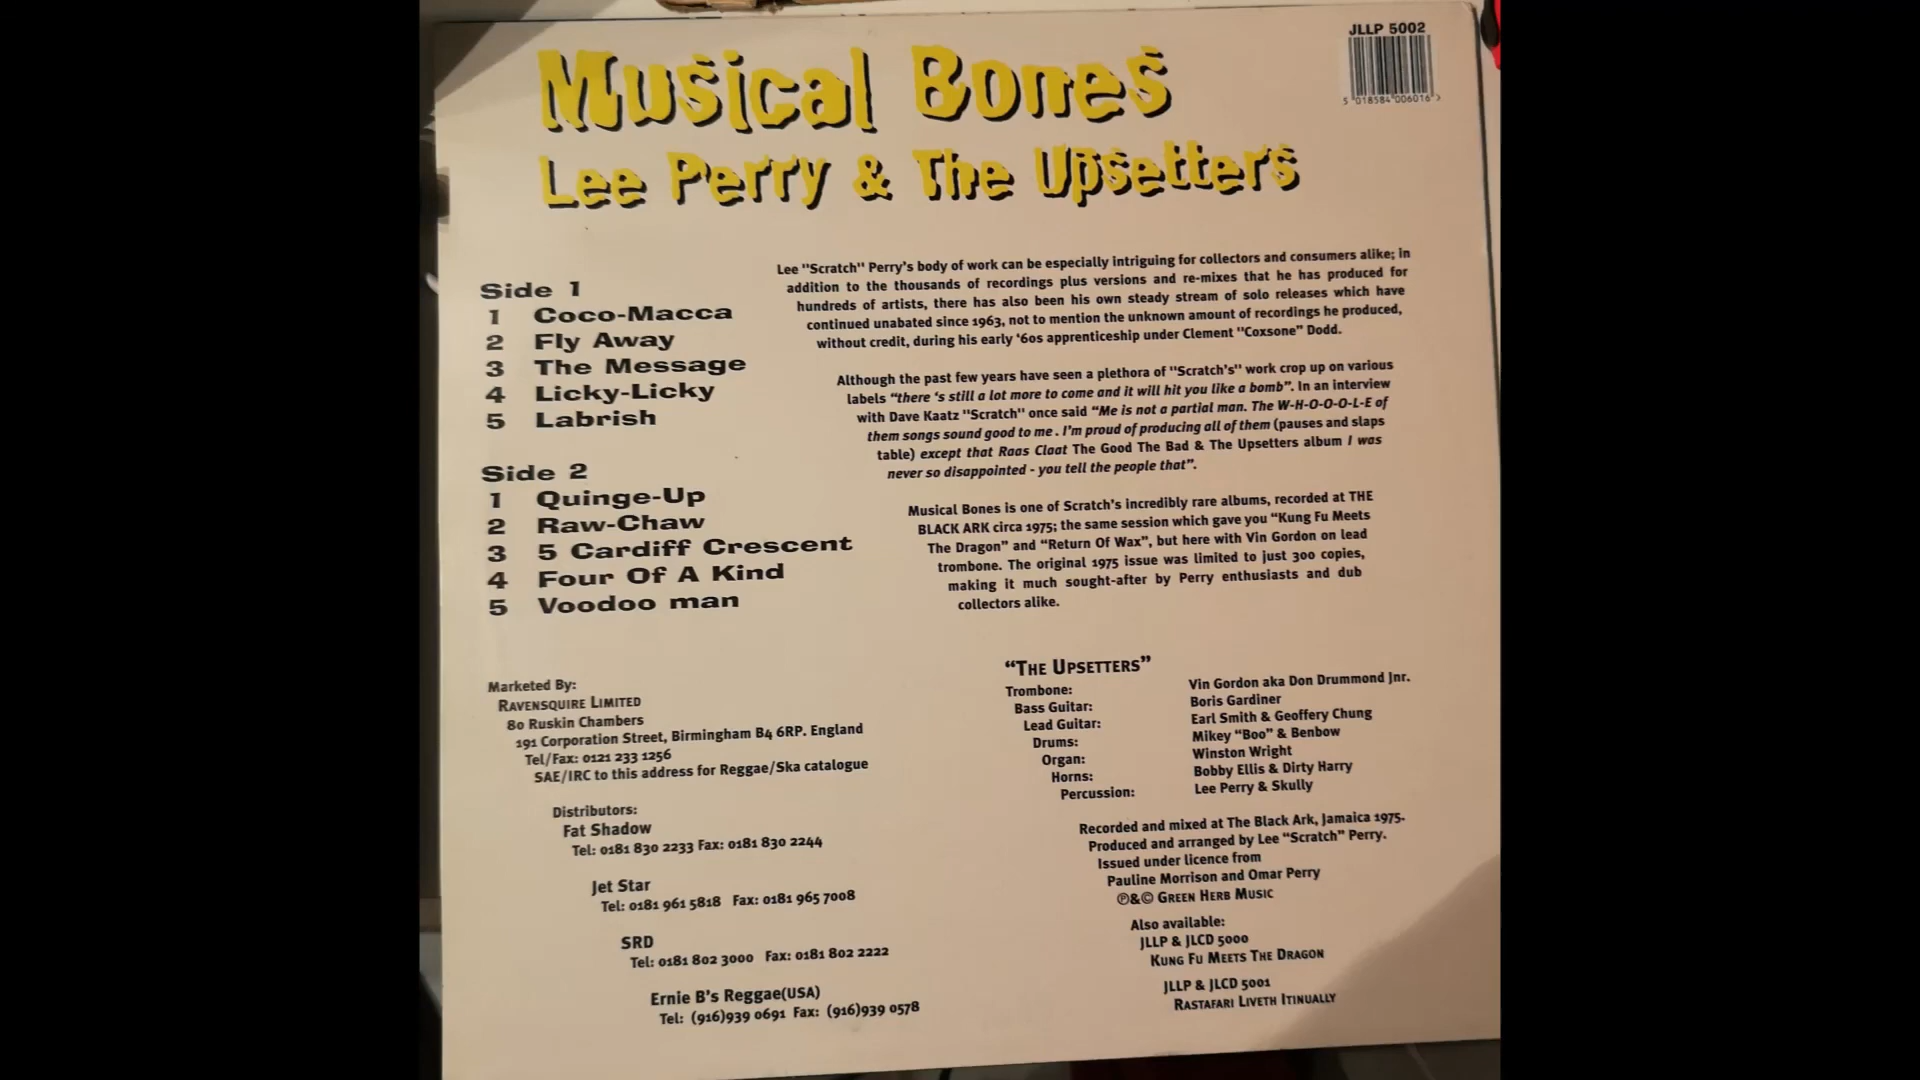 JLLP 5002
5 018584 006016 >
Musical Bones
Lee Perry & The Upsetters
Side 1
1 Coco-Macca
2 Fly Away
3 The Message
4 Licky-Licky
5 Labrish
Side 2
1 Quinge-Up
2 Raw-Chaw
3 5 Cardiff Crescent
4 Four Of A Kind
5 Voodoo man
Lee "Scratch" Perry's body of work can be especially intriguing for collectors and consumers alike; in
addition to the thousands of recordings plus versions and re-mixes that he has produced for
hundreds of artists, there has also been his own steady stream of solo releases which have
continued unabated since 1963, not to mention the unknown amount of recordings he produced,
without credit, during his early '60s apprenticeship under Clement "Coxsone" Dodd.
Although the past few years have seen a plethora of "Scratch's" work crop up on various
labels "there 's still a lot more to come and it will hit you like a bomb". In an interview
with Dave Kaatz "Scratch" once said "Me is not a partial man. The W-H-O-O-O-L-E of
them songs sound good to me . I'm proud of producing all of them (pauses and slaps
table) except that Raas Claat The Good The Bad & The Upsetters album I was
never so disappointed - you tell the people that".
Musical Bones is one of Scratch's incredibly rare albums, recorded at THE
BLACK ARK circa 1975; the same session which gave you "Kung Fu Meets
The Dragon" and "Return Of Wax", but here with Vin Gordon on lead
trombone. The original 1975 issue was limited to just 300 copies,
making it much sought-after by Perry enthusiasts and dub
collectors alike.
Marketed By:
RAVENSQUIRE LIMITED
80 Ruskin Chambers
191 Corporation Street, Birmingham B4 6RP. England
Tel/Fax: 0121 233 1256
SAE/IRC to this address for Reggae/Ska catalogue
Distributors:
Fat Shadow
Tel: 0181 830 2233 Fax: 0181 830 2244
Jet Star
Tel: 0181 961 5818 Fax: 0181 965 7008
SRD
Tel: 0181 802 3000 Fax: 0181 802 2222
Ernie B's Reggae(USA)
Tel: (916)939 0691 Fax: (916)939 0578
"THE UPSETTERS"
Trombone: Vin Gordon aka Don Drummond Jnr.
Bass Guitar: Boris Gardiner
Lead Guitar: Earl Smith & Geoffery Chung
Drums: Mikey "Boo" & Benbow
Organ: Winston Wright
Horns: Bobby Ellis & Dirty Harry
Percussion: Lee Perry & Skully
Recorded and mixed at The Black Ark, Jamaica 1975.
Produced and arranged by Lee "Scratch" Perry.
Issued under licence from
Pauline Morrison and Omar Perry
℗&© GREEN HERB MUSIC
Also available:
JLLP & JLCD 5000
KUNG FU MEETS THE DRAGON
JLLP & JLCD 5001
RASTAFARI LIVETH ITINUALLY